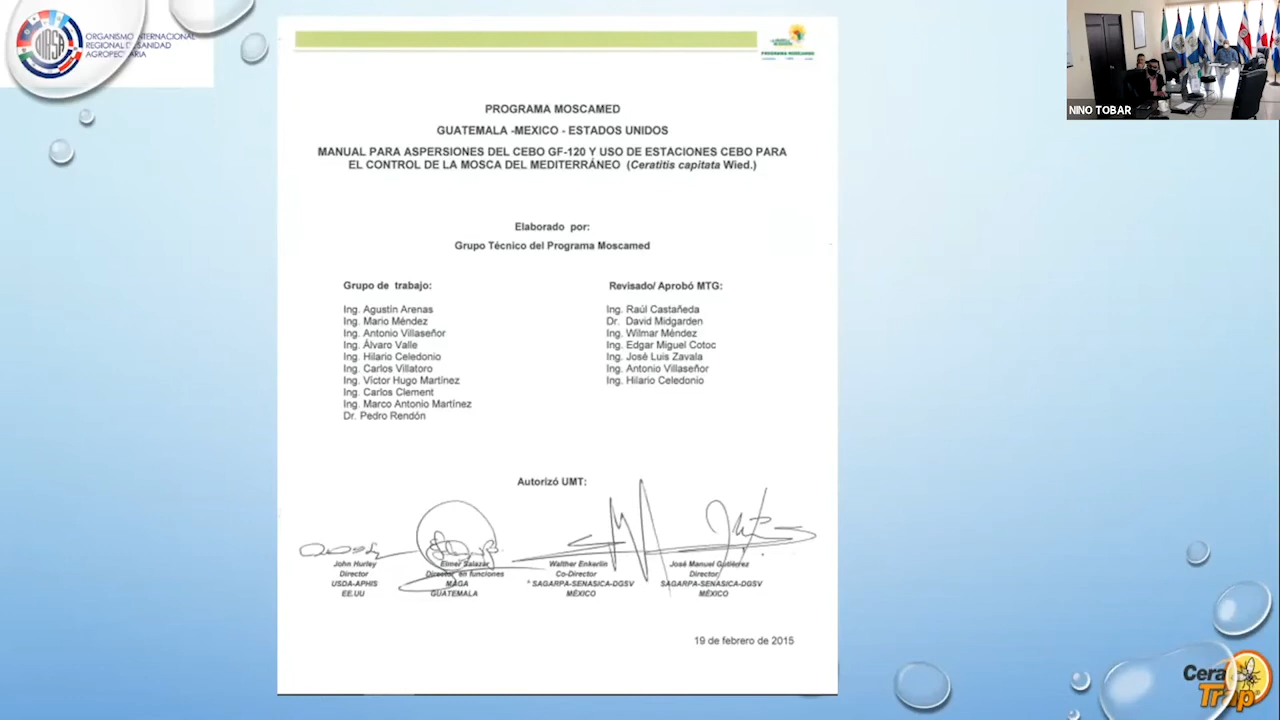 ORGANISMO INTERNACIONAL
REGIONAL DE SANIDAD
AGROPECUARIA
OIRSA
PROGRAMA MOSCAMED
NINO TOBAR
PROGRAMA MOSCAMED
GUATEMALA -MEXICO - ESTADOS UNIDOS
MANUAL PARA ASPERSIONES DEL CEBO GF-120 Y USO DE ESTACIONES CEBO PARA
EL CONTROL DE LA MOSCA DEL MEDITERRÁNEO (Ceratitis capitata Wied.)
Elaborado por:
Grupo Técnico del Programa Moscamed
Grupo de trabajo:
Ing. Agustín Arenas
Ing. Mario Méndez
Ing. Antonio Villaseñor
Ing. Álvaro Valle
Ing. Hilario Celedonio
Ing. Carlos Villatoro
Ing. Víctor Hugo Martínez
Ing. Carlos Clement
Ing. Marco Antonio Martínez
Dr. Pedro Rendón
Revisado/ Aprobó MTG:
Ing. Raúl Castañeda
Dr. David Midgarden
Ing. Wilmar Méndez
Ing. Edgar Miguel Cotoc
Ing. José Luis Zavala
Ing. Antonio Villaseñor
Ing. Hilario Celedonio
Autorizó UMT:
John Hurley
Director
USDA-APHIS
EE.UU
Elmer Salazar
Director en funciones
MAGA
GUATEMALA
Walther Enkerlin
Co-Director
SAGARPA-SENASICA-DGSV
MÉXICO
José Manuel Gutiérrez
Director
SAGARPA-SENASICA-DGSV
MÉXICO
19 de febrero de 2015
Cera
Trap